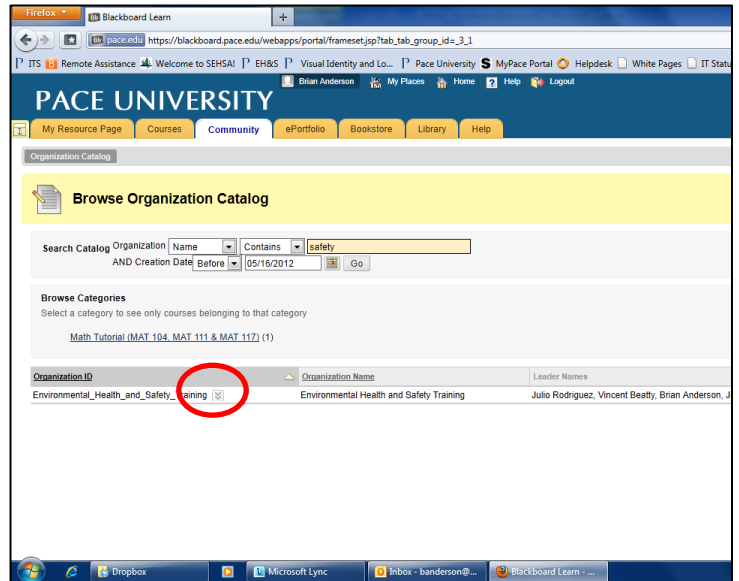 Firefox
Bb Blackboard Learn
+
Bb pace.edu https://blackboard.pace.edu/webapps/portal/frameset.jsp?tab_tab_group_id=_3_1
P ITS Remote Assistance Welcome to SEHSA! P EH&S P Visual Identity and Lo... P Pace University S MyPace Portal Helpdesk White Pages IT Statu
Brian Anderson My Places Home ? Help Logout
PACE UNIVERSITY
My Resource Page Courses Community ePortfolio Bookstore Library Help
Organization Catalog
Browse Organization Catalog
Search Catalog Organization Name Contains safety
AND Creation Date Before 05/16/2012 Go
Browse Categories
Select a category to see only courses belonging to that category
Math Tutorial (MAT 104, MAT 111 & MAT 117) (1)
Organization ID Organization Name Leader Names
Environmental_Health_and_Safety_Training Environmental Health and Safety Training Julio Rodriguez, Vincent Beatty, Brian Anderson, J
Dropbox L Microsoft Lync Inbox - banderson@... Blackboard Learn - ...